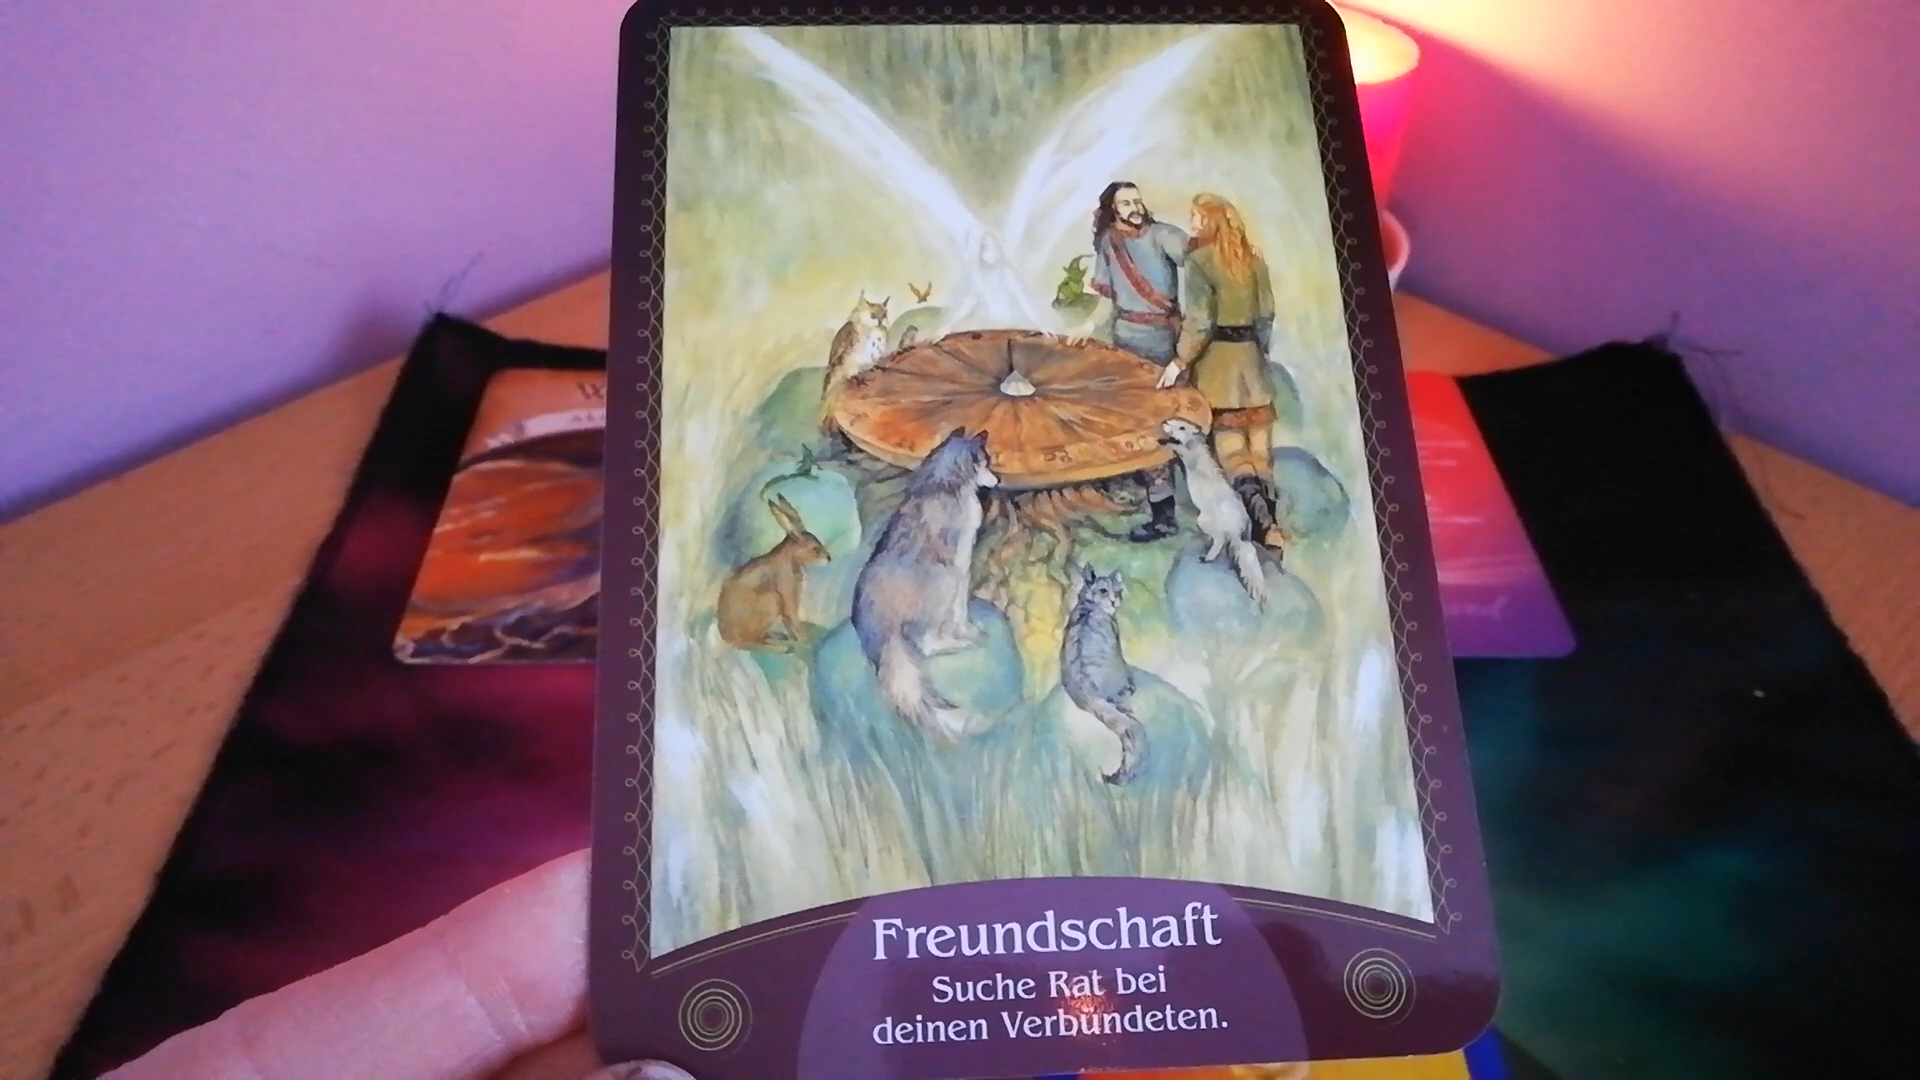 Freundschaft
Suche Rat bei
deinen Verbündeten.